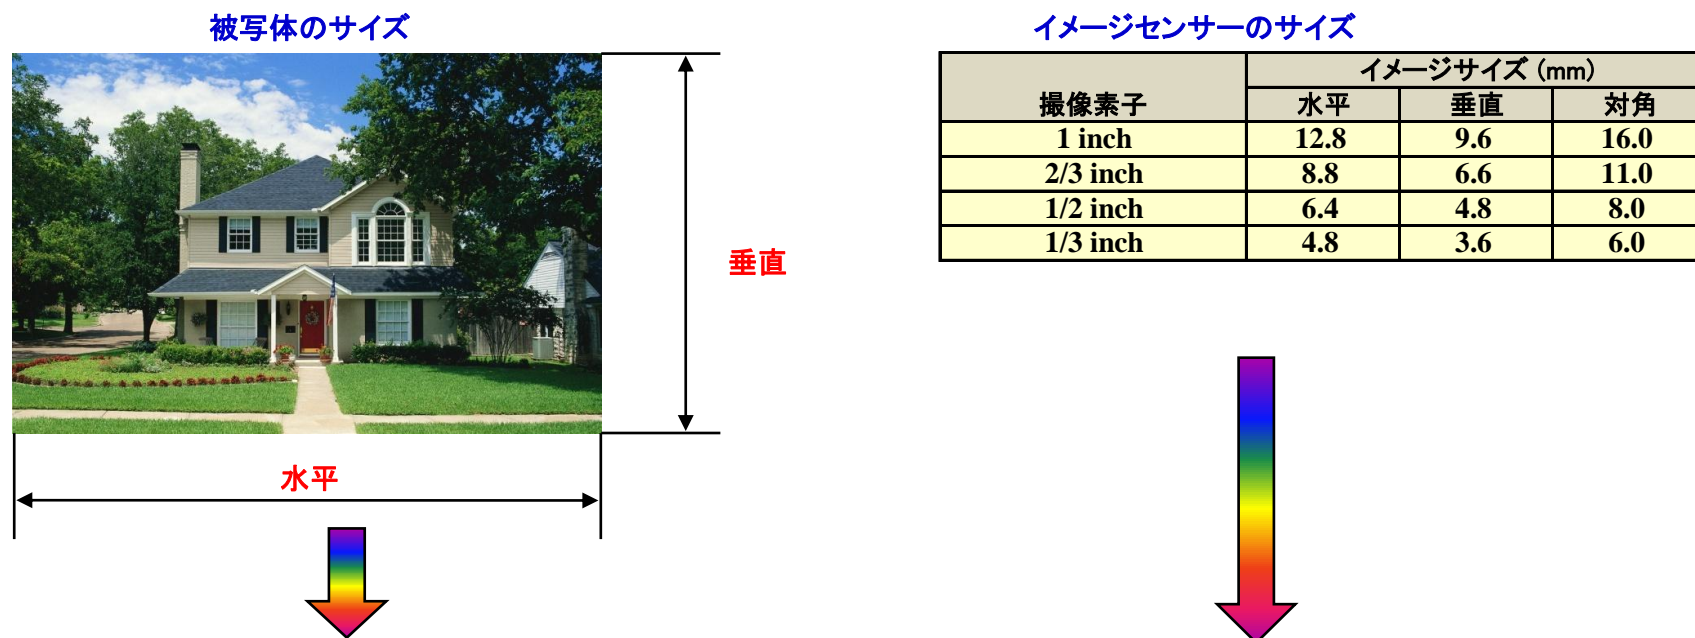 被写体のサイズ
垂直
水平
イメージセンサーのサイズ
撮像素子 イメージサイズ (mm)
水平 垂直 対角
1 inch 12.8 9.6 16.0
2/3 inch 8.8 6.6 11.0
1/2 inch 6.4 4.8 8.0
1/3 inch 4.8 3.6 6.0